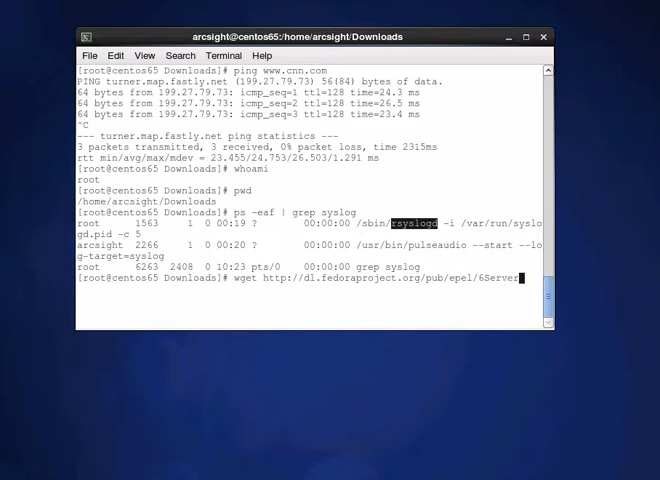 arcsight@centos65:/home/arcsight/Downloads
File Edit View Search Terminal Help
[root@centos65 Downloads]# ping www.cnn.com
PING turner.map.fastly.net (199.27.79.73) 56(84) bytes of data.
64 bytes from 199.27.79.73: icmp_seq=1 ttl=128 time=24.3 ms
64 bytes from 199.27.79.73: icmp_seq=2 ttl=128 time=26.5 ms
64 bytes from 199.27.79.73: icmp_seq=3 ttl=128 time=23.4 ms
^C
--- turner.map.fastly.net ping statistics ---
3 packets transmitted, 3 received, 0% packet loss, time 2315ms
rtt min/avg/max/mdev = 23.455/24.753/26.503/1.291 ms
[root@centos65 Downloads]# whoami
root
[root@centos65 Downloads]# pwd
/home/arcsight/Downloads
[root@centos65 Downloads]# ps -eaf | grep syslog
root 1563 1 0 00:19 ? 00:00:00 /sbin/rsyslogd -i /var/run/syslo
gd.pid -c 5
arcsight 2266 1 0 00:20 ? 00:00:00 /usr/bin/pulseaudio --start --lo
g-target=syslog
root 6263 2408 0 10:23 pts/0 00:00:00 grep syslog
[root@centos65 Downloads]# wget http://dl.fedoraproject.org/pub/epel/6Server